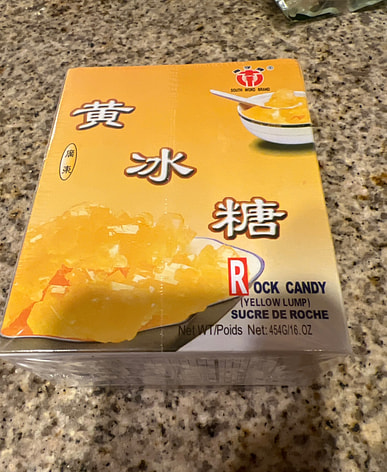 SOUTH WORD BRAND
黄
冰
糖
ROCK CANDY
(YELLOW LUMP)
SUCRE DE ROCHE
Net WT/Poids Net: 454G/16. OZ